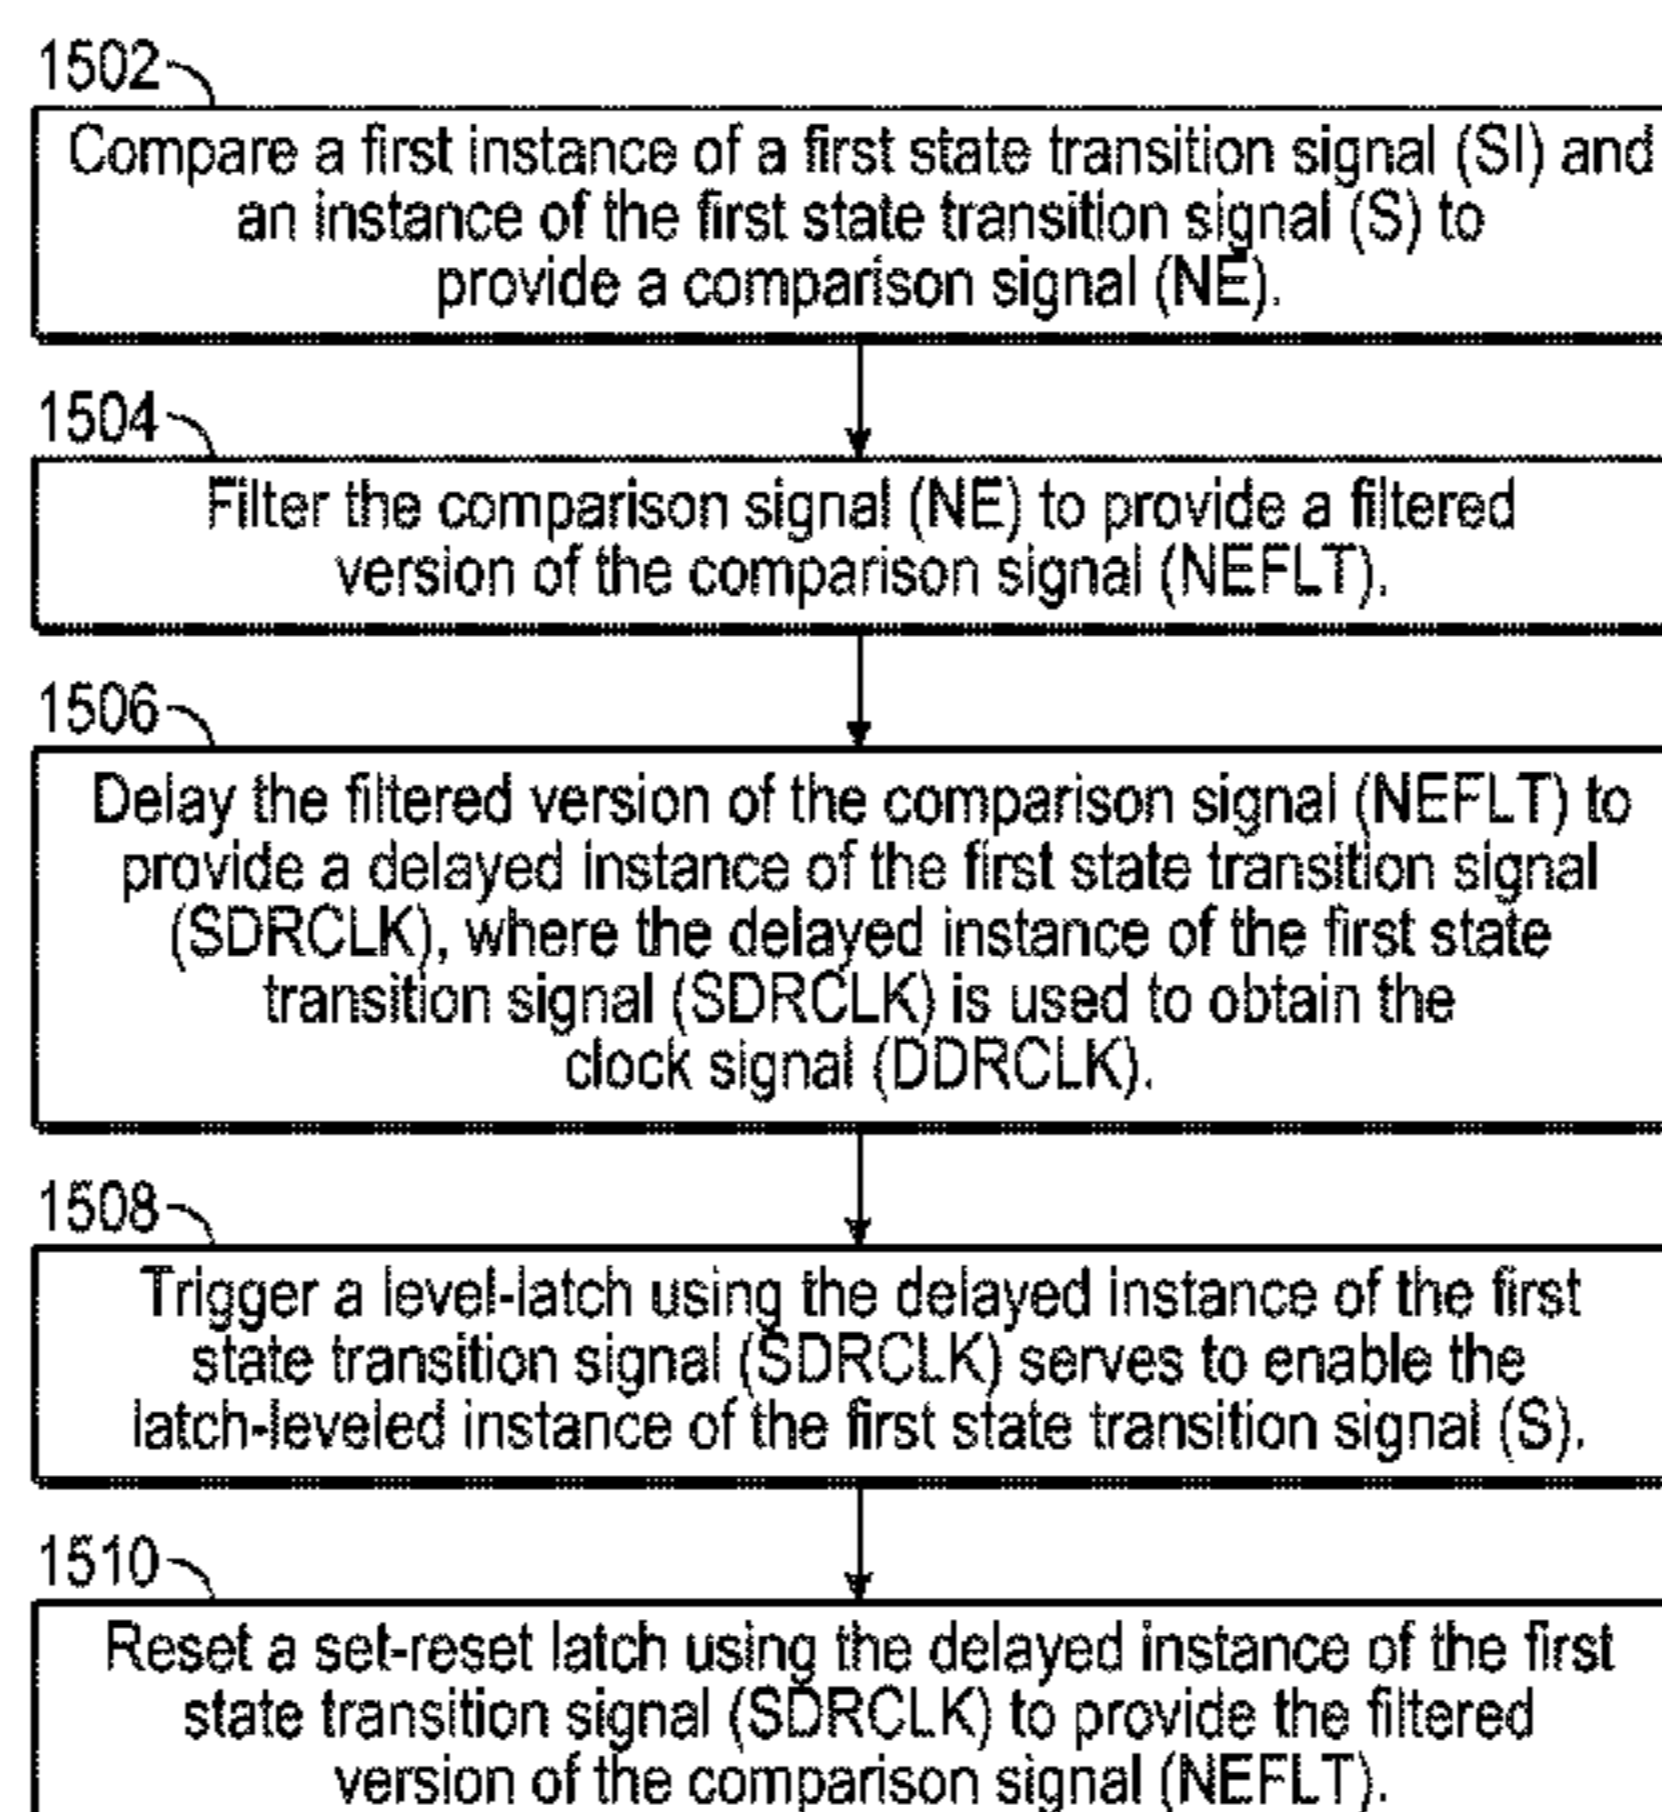 1502
Compare a first instance of a first state transition signal (SI) and
an instance of the first state transition signal (S) to
provide a comparison signal (NE).
1504
Filter the comparison signal (NE) to provide a filtered
version of the comparison signal (NEFLT).
1506
Delay the filtered version of the comparison signal (NEFLT) to
provide a delayed instance of the first state transition signal
(SDRCLK), where the delayed instance of the first state
transition signal (SDRCLK) is used to obtain the
clock signal (DDRCLK).
1508
Trigger a level-latch using the delayed instance of the first
state transition signal (SDRCLK) serves to enable the
latch-leveled instance of the first state transition signal (S).
1510
Reset a set-reset latch using the delayed instance of the first
state transition signal (SDRCLK) to provide the filtered
version of the comparison signal (NEFLT).